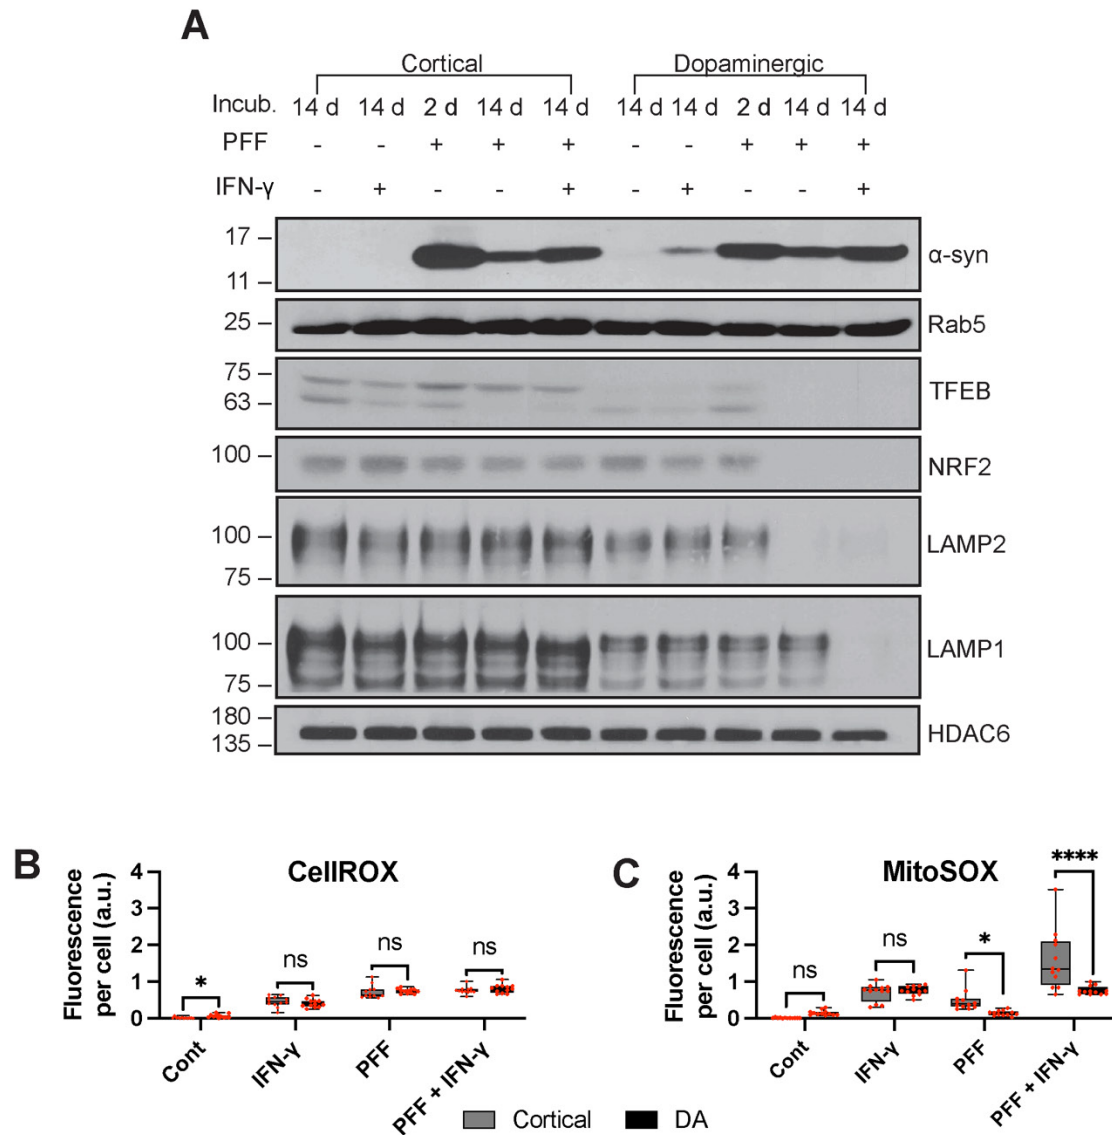 A
Cortical Dopaminergic
Incub. 14 d 14 d 2 d 14 d 14 d 14 d 14 d 2 d 14 d 14 d
PFF - - + + + - - + + +
IFN-γ - + - - + - + - - +
17
11
α-syn
25
Rab5
75
63
TFEB
100
NRF2
100
75
LAMP2
100
75
LAMP1
180
135
HDAC6
B
CellROX
Fluorescence
per cell (a.u.)
4
3
2
1
0
* ns ns ns
Cont IFN-γ PFF PFF + IFN-γ
C
MitoSOX
Fluorescence
per cell (a.u.)
4
3
2
1
0
ns ns * ****
Cont IFN-γ PFF PFF + IFN-γ
Cortical DA